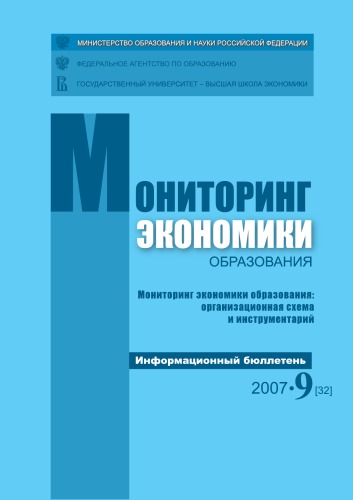 МИНИСТЕРСТВО ОБРАЗОВАНИЯ И НАУКИ РОССИЙСКОЙ ФЕДЕРАЦИИ
ФЕДЕРАЛЬНОЕ АГЕНТСТВО ПО ОБРАЗОВАНИЮ
ГОСУДАРСТВЕННЫЙ УНИВЕРСИТЕТ – ВЫСШАЯ ШКОЛА ЭКОНОМИКИ
МОНИТОРИНГ
ЭКОНОМИКИ
ОБРАЗОВАНИЯ
Мониторинг экономики образования:
организационная схема
и инструментарий
Информационный бюллетень
2007•9 [32]